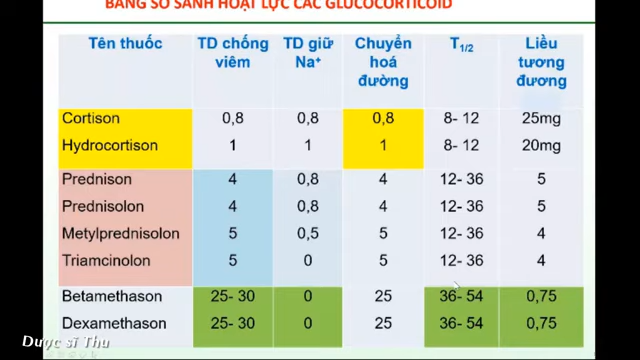 BẢNG SO SÁNH HOẠT LỰC CÁC GLUCOCORTICOID
Tên thuốc TD chống viêm TD giữ Na+ Chuyển hoá đường T1/2 Liều tương đương
Cortison 0,8 0,8 0,8 8- 12 25mg
Hydrocortison 1 1 1 8- 12 20mg
Prednison 4 0,8 4 12- 36 5
Prednisolon 4 0,8 4 12- 36 5
Metylprednisolon 5 0,5 5 12- 36 4
Triamcinolon 5 0 5 12- 36 4
Betamethason 25- 30 0 25 36- 54 0,75
Dexamethason 25- 30 0 25 36- 54 0,75
Dược sĩ Thu